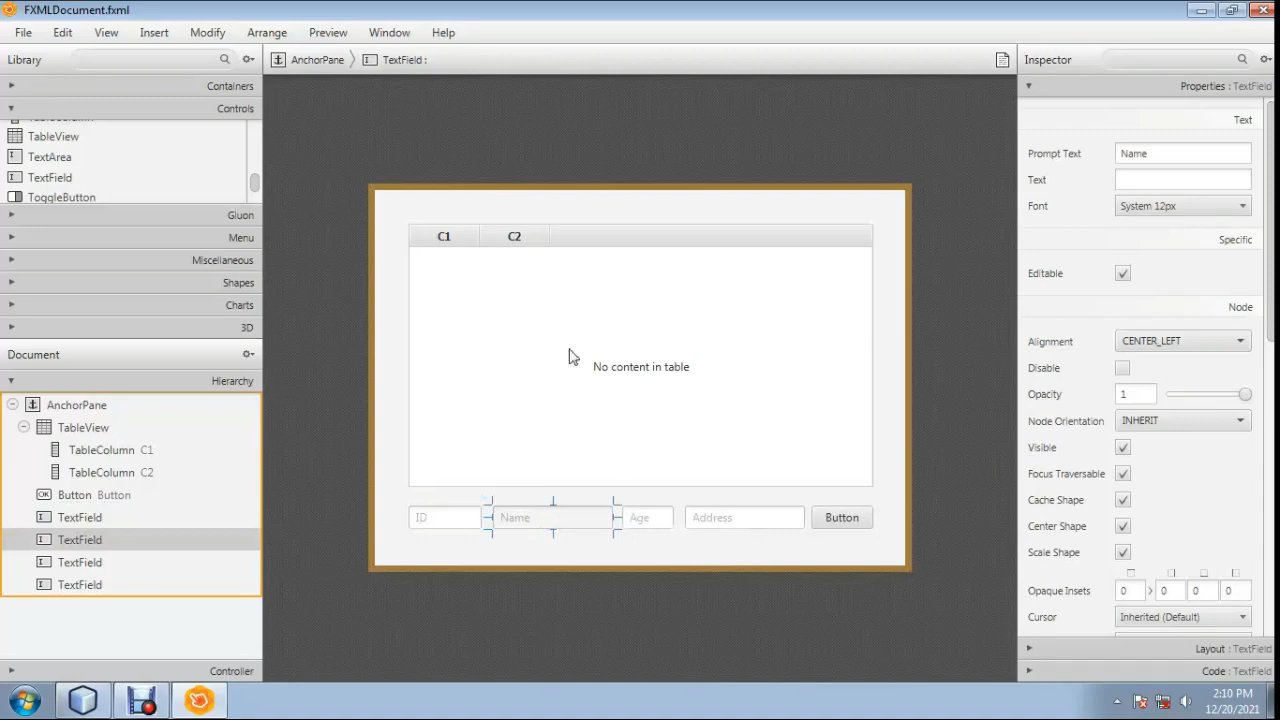 FXMLDocument.fxml
File Edit View Insert Modify Arrange Preview Window Help
Library
AnchorPane TextField :
Inspector
Containers
Controls
TableView
TextArea
TextField
ToggleButton
Gluon
Menu
Miscellaneous
Shapes
Charts
3D
Document
Hierarchy
AnchorPane
TableView
TableColumn C1
TableColumn C2
OK Button Button
TextField
TextField
TextField
TextField
Controller
C1 C2
No content in table
ID Name Age Address Button
Properties : TextField
Text
Prompt Text Name
Text
Font System 12px
Specific
Editable
Node
Alignment CENTER_LEFT
Disable
Opacity 1
Node Orientation INHERIT
Visible
Focus Traversable
Cache Shape
Center Shape
Scale Shape
Opaque Insets 0 0 0 0
Cursor Inherited (Default)
Layout : TextField
Code : TextField
2:10 PM
12/20/2021